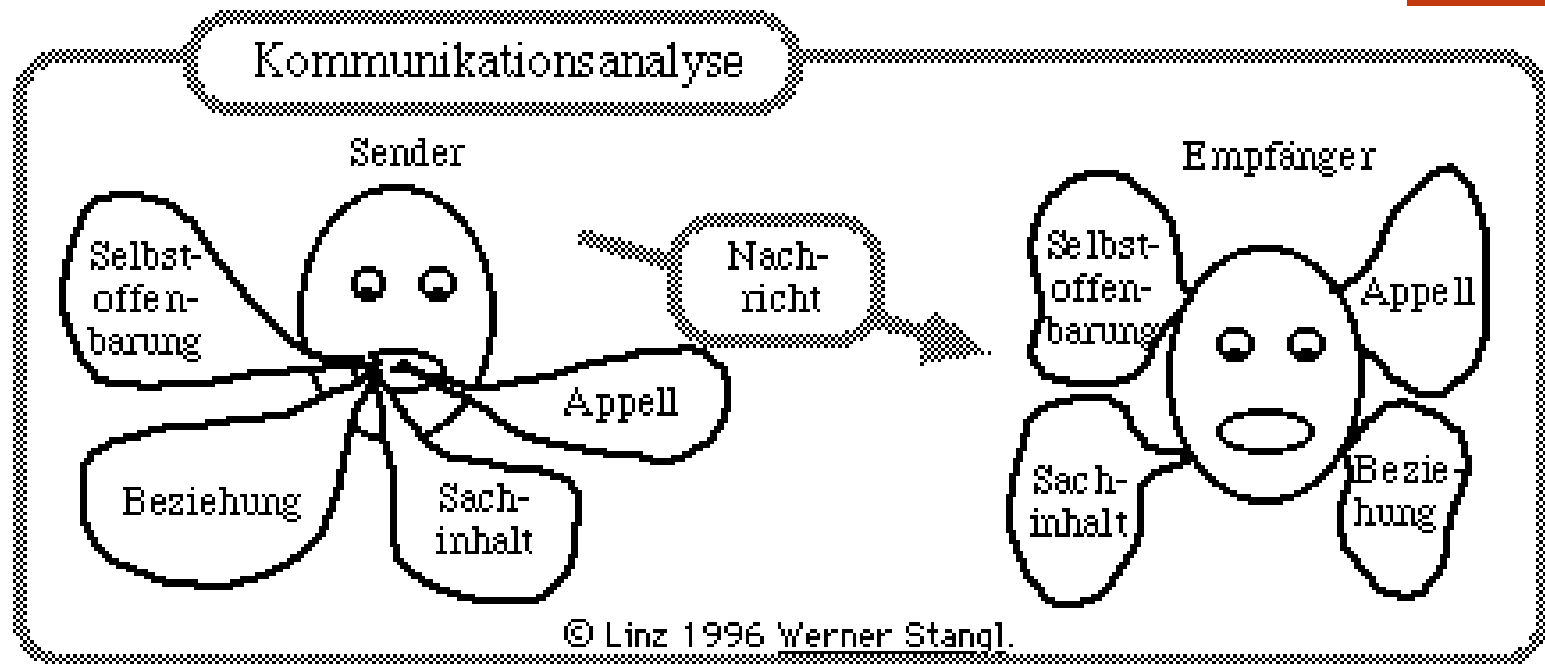 Kommunikationsanalyse
Sender
Empfänger
Selbst-
offen-
barung
Beziehung
Sach-
inhalt
Appell
Nach-
richt
Selbst-
offen-
barung
Appell
Sach-
inhalt
Bezie-
hung
© Linz 1996 Werner Stangl.